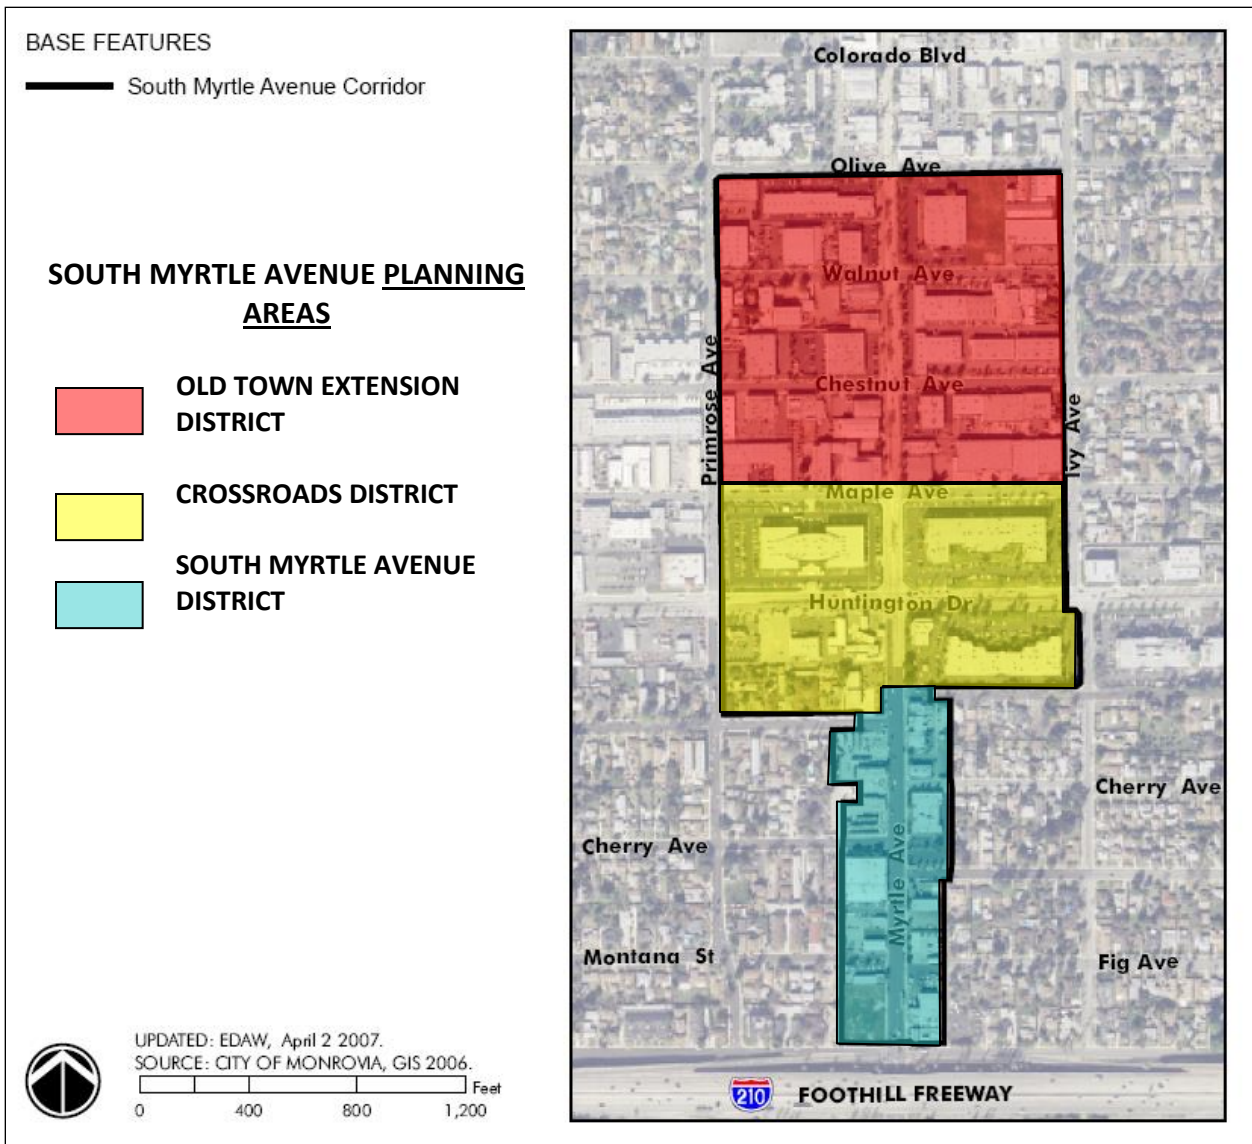 BASE FEATURES
South Myrtle Avenue Corridor
SOUTH MYRTLE AVENUE PLANNING
AREAS
OLD TOWN EXTENSION
DISTRICT
CROSSROADS DISTRICT
SOUTH MYRTLE AVENUE
DISTRICT
UPDATED: EDAW, April 2 2007.
SOURCE: CITY OF MONROVIA, GIS 2006.
Feet
0 400 800 1,200
Colorado Blvd
Olive Ave
Walnut Ave
Primrose Ave
Chestnut Ave
Ivy Ave
Maple Ave
Huntington Dr
Cherry Ave
Cherry Ave
Myrtle Ave
Montana St
Fig Ave
210 FOOTHILL FREEWAY